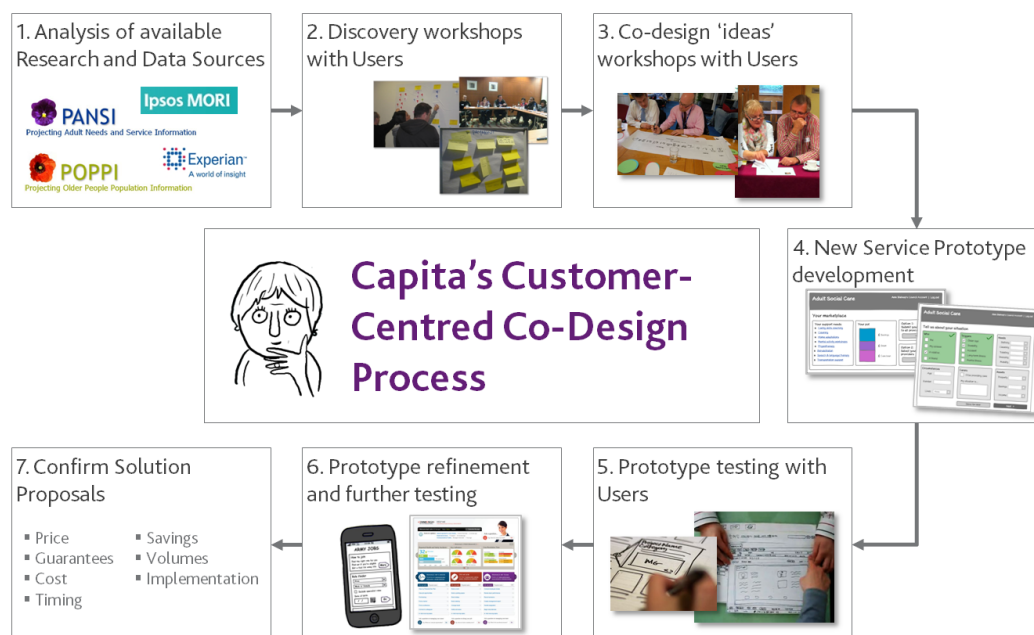 1. Analysis of available
Research and Data Sources
PANSI
Projecting Adult Needs and Service Information
Ipsos MORI
POPPI
Projecting Older People Population Information
Experian
A world of insight
2. Discovery workshops
with Users
3. Co-design ‘ideas’
workshops with Users
4. New Service Prototype
development
Adult Social Care
Your Marketplace
Adult Social Care
Tell us about your situation
Capita’s Customer-
Centred Co-Design
Process
5. Prototype testing with
Users
6. Prototype refinement
and further testing
ARMY JOBS
7. Confirm Solution
Proposals
▪ Price
▪ Guarantees
▪ Cost
▪ Timing
▪ Savings
▪ Volumes
▪ Implementation